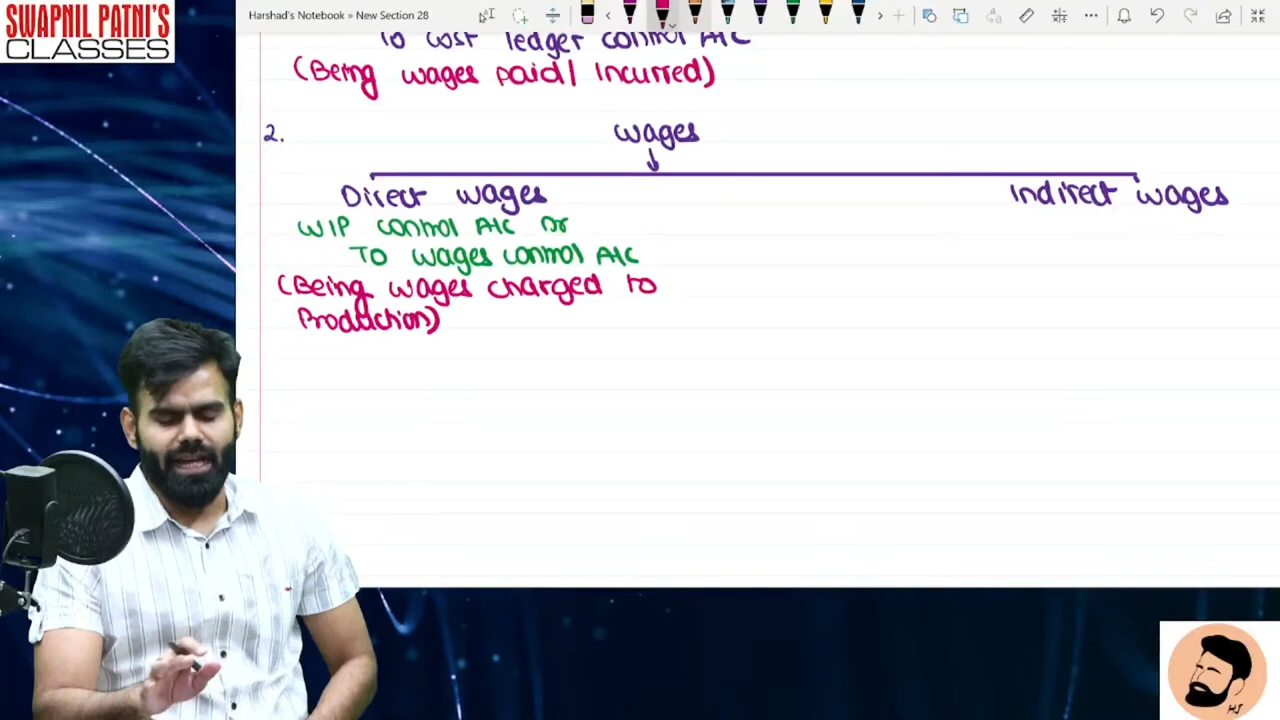 SWAPNIL PATNI'S
CLASSES
Harshad's Notebook » New Section 28
To cost ledger control A/C
(Being wages paid/ Incurred)
2. wages
Direct wages Indirect wages
WIP control A/C Dr
To wages control A/C
(Being wages charged to
Production)
HS